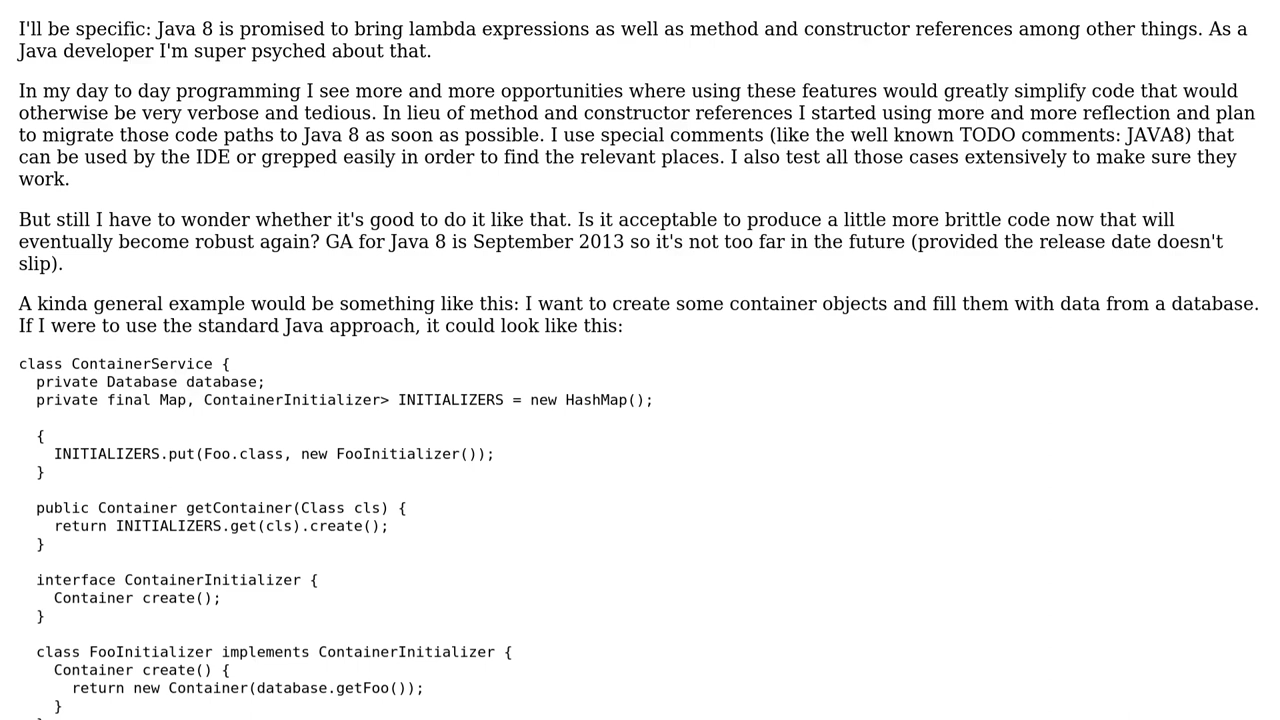 I'll be specific: Java 8 is promised to bring lambda expressions as well as method and constructor references among other things. As a
Java developer I'm super psyched about that.
In my day to day programming I see more and more opportunities where using these features would greatly simplify code that would
otherwise be very verbose and tedious. In lieu of method and constructor references I started using more and more reflection and plan
to migrate those code paths to Java 8 as soon as possible. I use special comments (like the well known TODO comments: JAVA8) that
can be used by the IDE or grepped easily in order to find the relevant places. I also test all those cases extensively to make sure they
work.
But still I have to wonder whether it's good to do it like that. Is it acceptable to produce a little more brittle code now that will
eventually become robust again? GA for Java 8 is September 2013 so it's not too far in the future (provided the release date doesn't
slip).
A kinda general example would be something like this: I want to create some container objects and fill them with data from a database.
If I were to use the standard Java approach, it could look like this:
class ContainerService {
  private Database database;
  private final Map, ContainerInitializer> INITIALIZERS = new HashMap();
  {
    INITIALIZERS.put(Foo.class, new FooInitializer());
  }
  public Container getContainer(Class cls) {
    return INITIALIZERS.get(cls).create();
  }
  interface ContainerInitializer {
    Container create();
  }
  class FooInitializer implements ContainerInitializer {
    Container create() {
      return new Container(database.getFoo());
    }